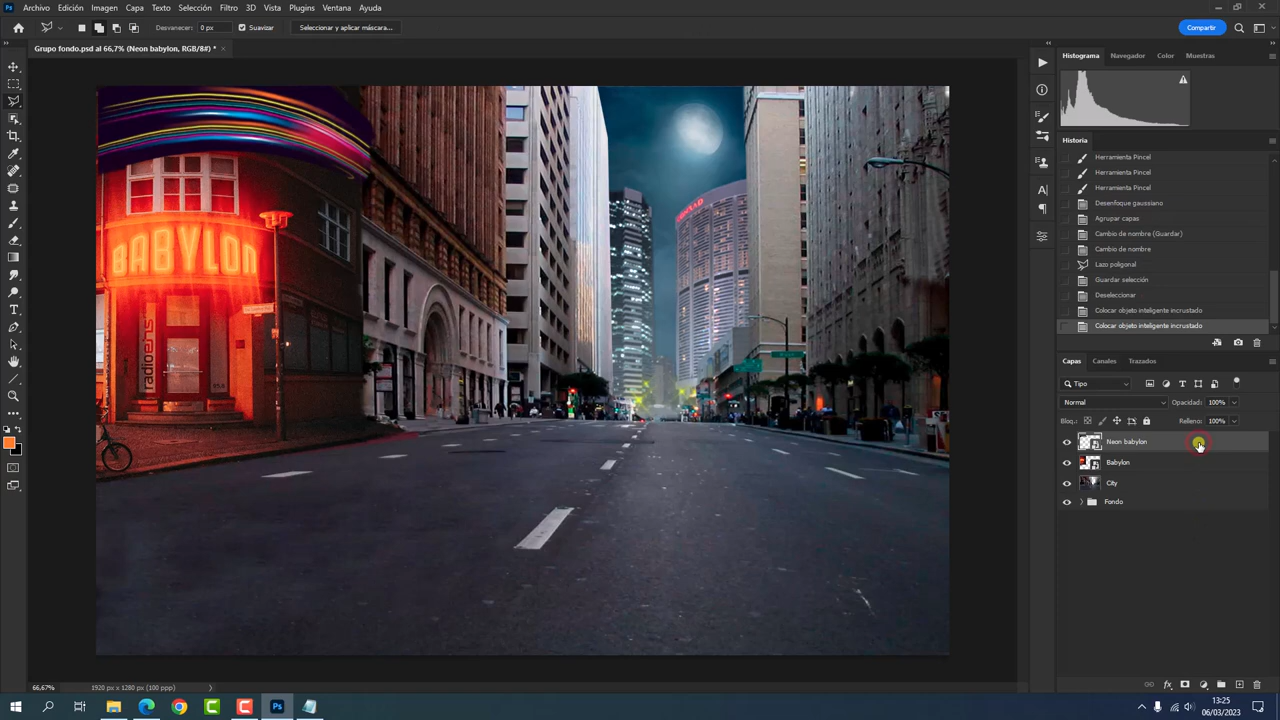 Ps Archivo Edición Imagen Capa Texto Selección Filtro 3D Vista Plugins Ventana Ayuda
Desvanecer: 0 px Suavizar Seleccionar y aplicar máscara... Compartir
Grupo fondo.psd al 66,7% (Neon babylon, RGB/8#) * ×
Histograma Navegador Color Muestras
Historia
Herramienta Pincel
Herramienta Pincel
Herramienta Pincel
Desenfoque gaussiano
Agrupar capas
Cambio de nombre (Guardar)
Cambio de nombre
Lazo poligonal
Guardar selección
Deseleccionar
Colocar objeto inteligente incrustado
Colocar objeto inteligente incrustado
BABYLON
Capas Canales Trazados
Tipo
Normal Opacidad: 100%
Bloq.: Relleno: 100%
Neon babylon
Babylon
City
Fondo
66,67% 1920 px x 1280 px (100 ppp)
Ps
13:25
06/03/2023